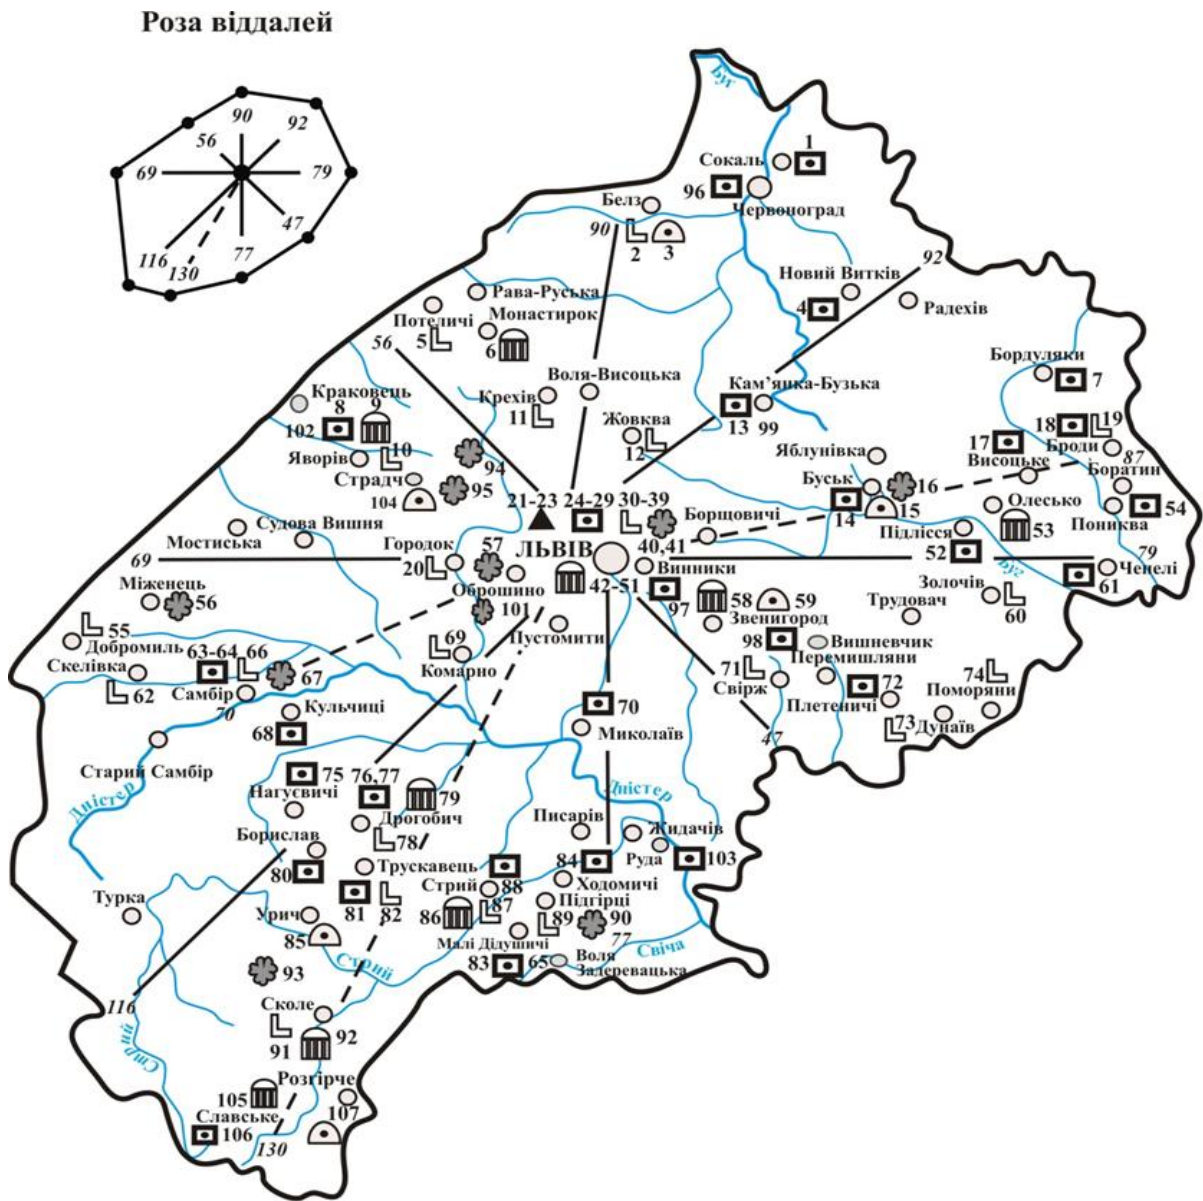 Роза віддалей
90
92
56
69
79
47
116
130
77
Буг
Сокаль
1
96
Червоноград
Белз
90
2
3
92
Новий Витків
4
Радехів
Рава-Руська
Потеличі
Монастирок
5
6
56
Бордуляки
7
Воля-Висоцька
Кам’янка-Бузька
13
99
Краковець
8
9
102
10
Крехів
11
Жовква
12
18
19
17
Броди
87
Яворів
94
Яблунівка
Високе
Високоцьке
Боратин
Страдч
95
104
Буськ
16
14
15
Олесько
53
Пониква
54
21-23
24-29
30-39
Борщовичі
Підлісся
52
Судова Вишня
Мостиська
ЛЬВІВ
40,41
69
Городок
20
57
Винники
Буг
79
Ченелі
61
Міженець
56
Оброшино
101
42-51
97
58
59
Золочів
60
Трудовач
55
Добромиль
Пустомити
Звенигород
98
Вишневчик
Скелівка
62
63-64
66
67
69
Комарно
71
Свірж
Перемишляни
72
Плетеничі
74
Поморяни
Самбір
70
Кульчиці
68
70
Миколаїв
47
73
Дунаїв
Старий Самбір
Дністер
75
76,77
79
Нагуєвичі
Дрогобич
78
Дністер
Писарів
Жидачів
Руда
103
Борислав
80
Трускавець
81
82
Стрий
88
84
Ходомичі
Турка
Урич
85
86
87
Підгірці
89
90
77
Свіча
93
Стрий
Малі Дідушичі
83
65
Воля
Задеревацька
116
Сколе
91
92
Стрий
Розгірче
105
107
Славське
106
130